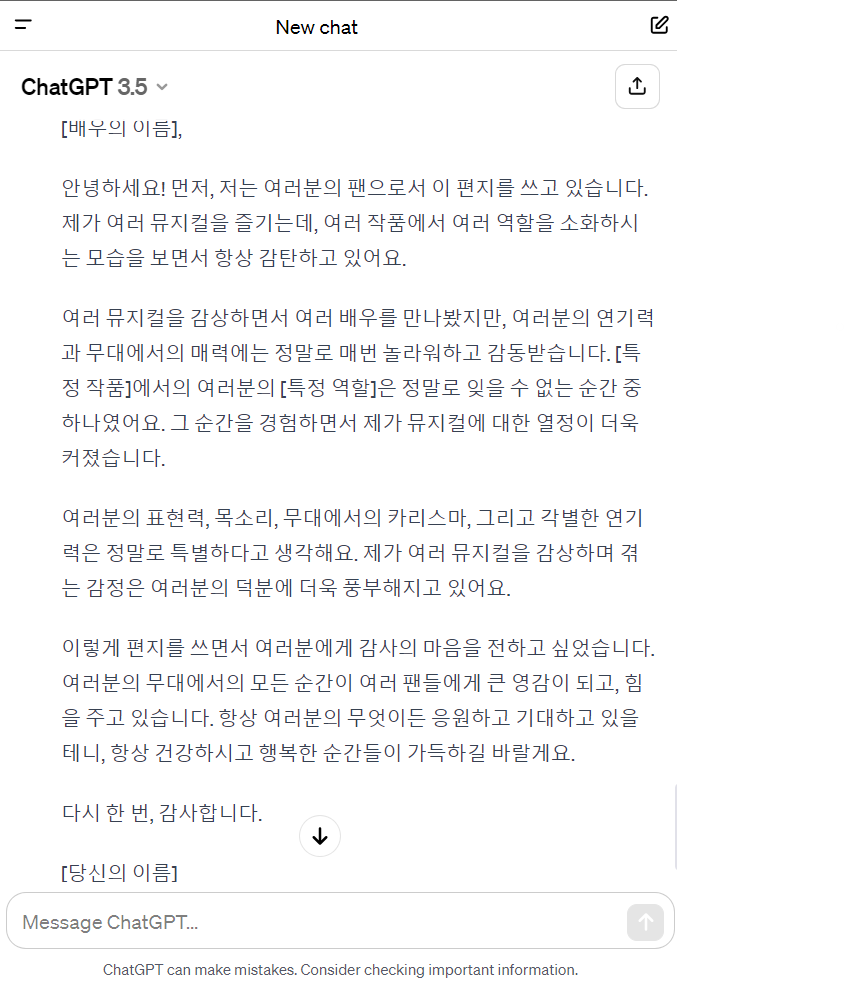 New chat
ChatGPT 3.5
[배우의 이름],
안녕하세요! 먼저, 저는 여러분의 팬으로서 이 편지를 쓰고 있습니다.
제가 여러 뮤지컬을 즐기는데, 여러 작품에서 여러 역할을 소화하시
는 모습을 보면서 항상 감탄하고 있어요.
여러 뮤지컬을 감상하면서 여러 배우를 만나봤지만, 여러분의 연기력
과 무대에서의 매력에는 정말로 매번 놀라워하고 감동받습니다. [특
정 작품]에서의 여러분의 [특정 역할]은 정말로 잊을 수 없는 순간 중
하나였어요. 그 순간을 경험하면서 제가 뮤지컬에 대한 열정이 더욱
커졌습니다.
여러분의 표현력, 목소리, 무대에서의 카리스마, 그리고 각별한 연기
력은 정말로 특별하다고 생각해요. 제가 여러 뮤지컬을 감상하며 겪
는 감정은 여러분의 덕분에 더욱 풍부해지고 있어요.
이렇게 편지를 쓰면서 여러분에게 감사의 마음을 전하고 싶었습니다.
여러분의 무대에서의 모든 순간이 여러 팬들에게 큰 영감이 되고, 힘
을 주고 있습니다. 항상 여러분의 무엇이든 응원하고 기대하고 있을
테니, 항상 건강하시고 행복한 순간들이 가득하길 바랄게요.
다시 한 번, 감사합니다.
[당신의 이름]
Message ChatGPT...
ChatGPT can make mistakes. Consider checking important information.